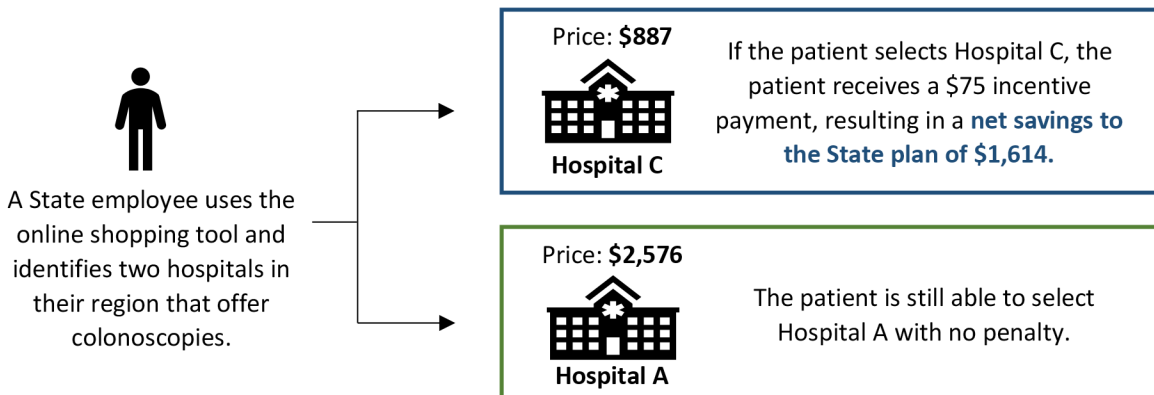 A State employee uses the
online shopping tool and
identifies two hospitals in
their region that offer
colonoscopies.
Price: $887
Hospital C
If the patient selects Hospital C, the
patient receives a $75 incentive
payment, resulting in a net savings to
the State plan of $1,614.
Price: $2,576
Hospital A
The patient is still able to select
Hospital A with no penalty.